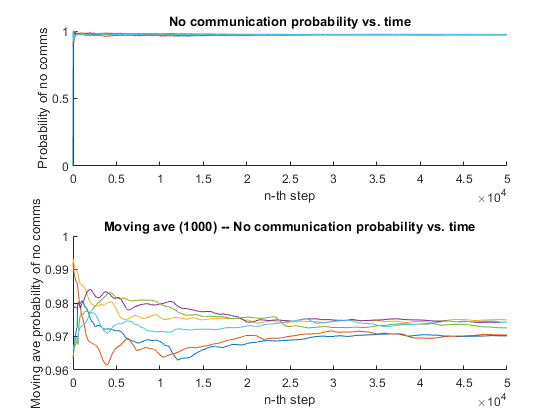 No communication probability vs. time
Probability of no comms
1
0.5
0
0 0.5 1 1.5 2 2.5 3 3.5 4 4.5 5
n-th step
×10^4
Moving ave (1000) -- No communication probability vs. time
Moving ave probability of no comms
1
0.99
0.98
0.97
0.96
0 0.5 1 1.5 2 2.5 3 3.5 4 4.5 5
n-th step
×10^4